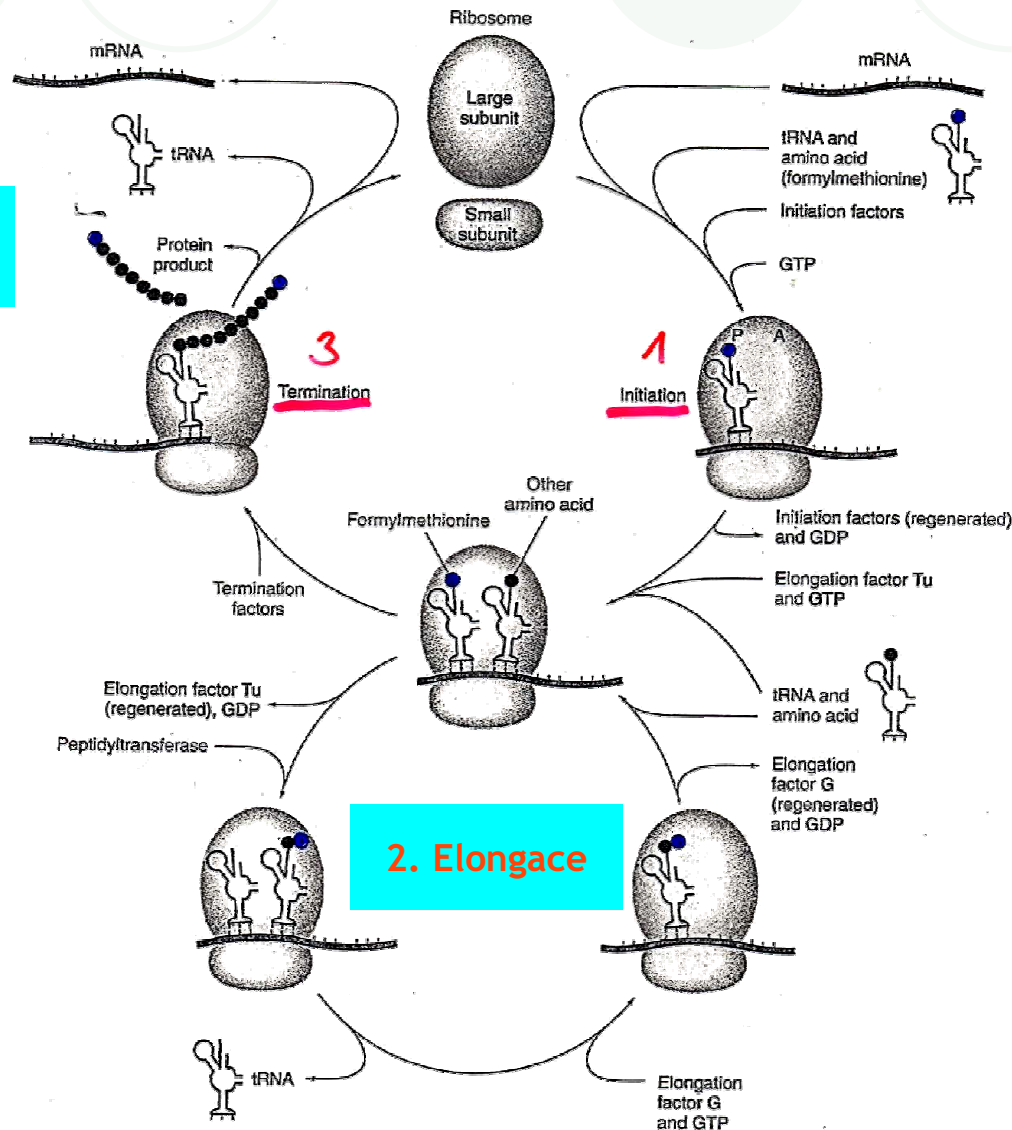 Ribosome
mRNA
mRNA
Large
subunit
tRNA
tRNA and
amino acid
(formylmethionine)
Small
subunit
Initiation factors
Protein
product
GTP
P A
3
1
Termination
Initiation
Other
amino acid
Formylmethionine
Initiation factors (regenerated)
and GDP
Termination
factors
Elongation factor Tu
and GTP
Elongation factor Tu
(regenerated), GDP
tRNA and
amino acid
Peptidyltransferase
Elongation
factor G
(regenerated)
and GDP
2. Elongace
tRNA
Elongation
factor G
and GTP